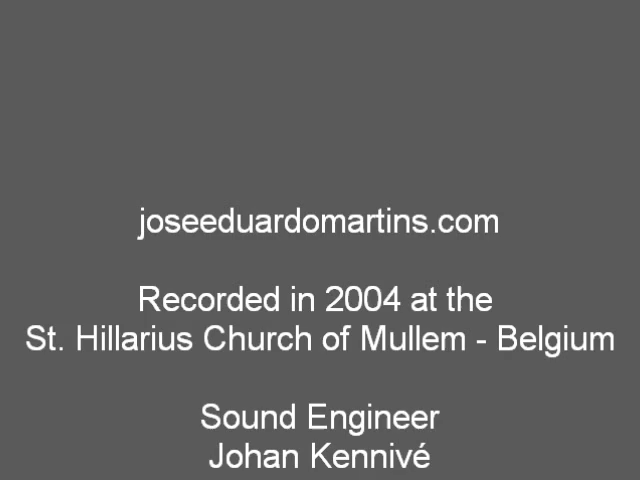 joseeduardomartins.com
Recorded in 2004 at the
St. Hillarius Church of Mullem - Belgium
Sound Engineer
Johan Kennivé